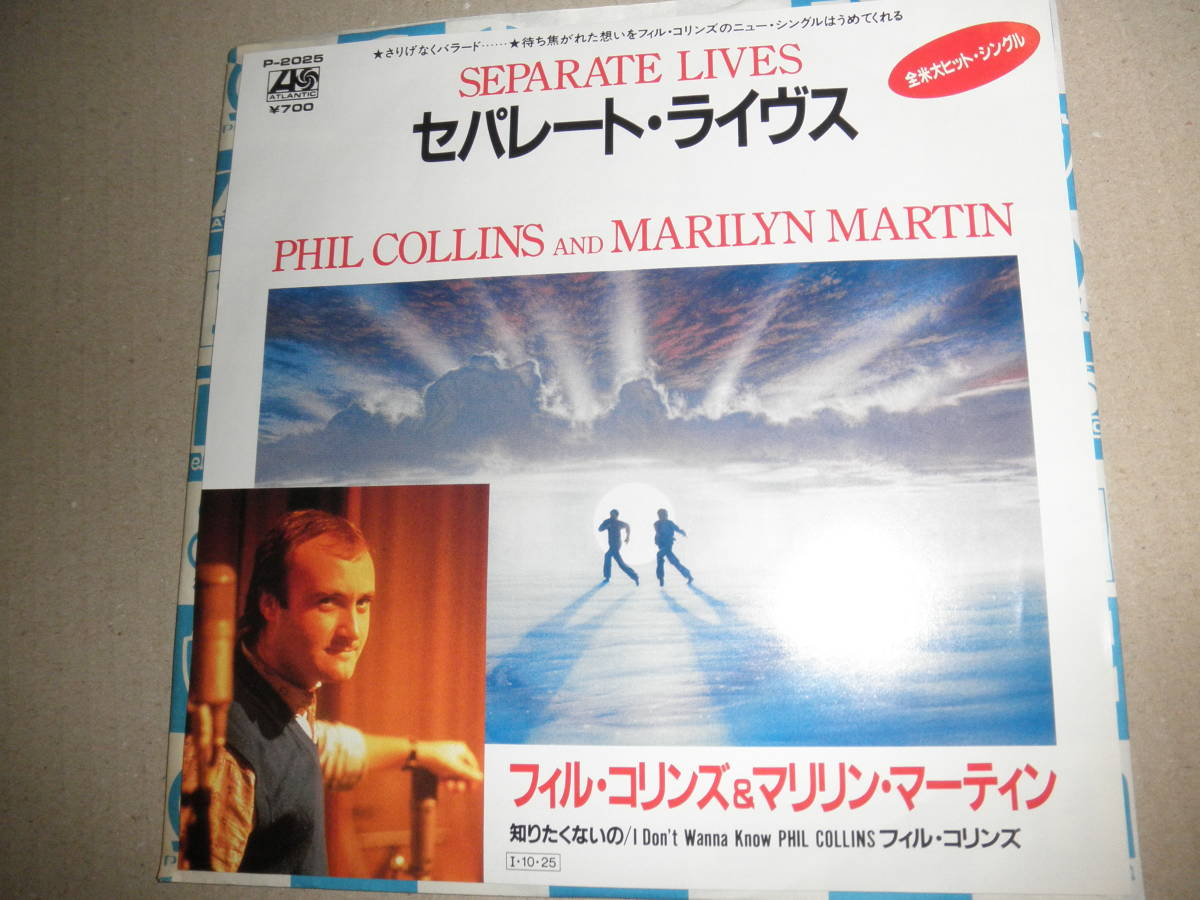 ★さりげなくバラード……★待ち焦がれた想いをフィル・コリンズのニュー・シングルはうめてくれる
P-2025
ATLANTIC
¥700
SEPARATE LIVES
全米大ヒット・シングル
セパレート・ライヴス
PHIL COLLINS AND MARILYN MARTIN
フィル・コリンズ&マリリン・マーティン
知りたくないの/I Don't Wanna Know PHIL COLLINS フィル・コリンズ
I・10・25